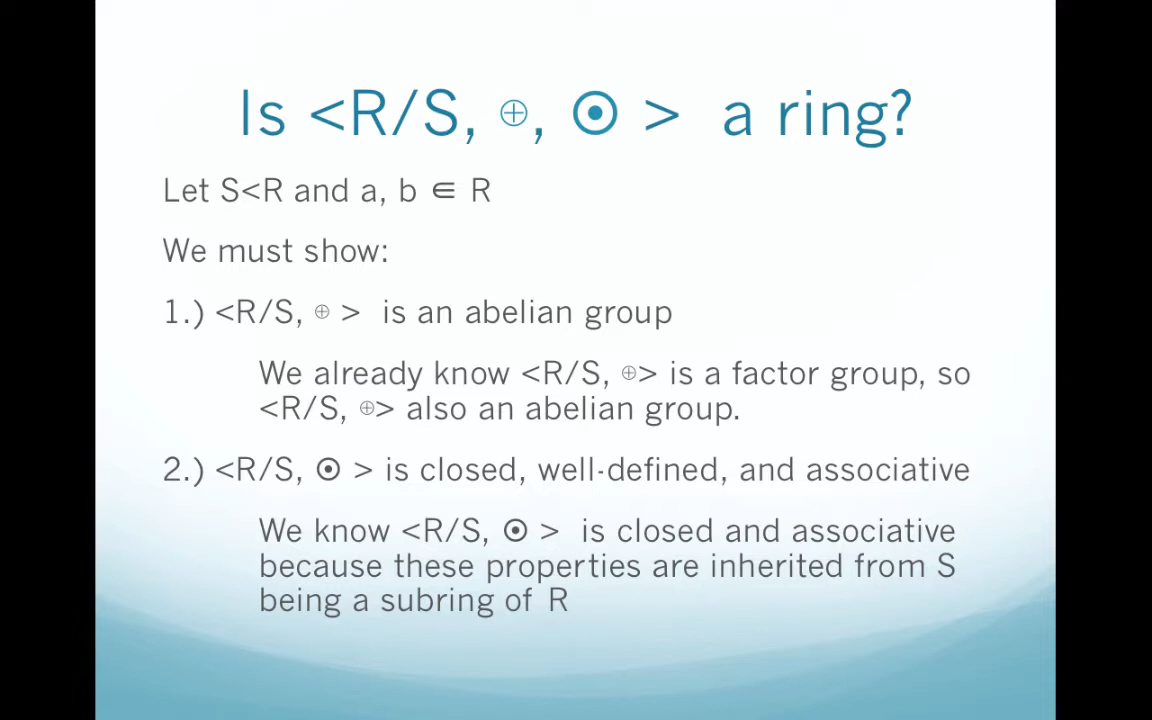 Is <R/S, ⊕, ⊙ > a ring?
Let S<R and a, b ∈ R
We must show:
1.) <R/S, ⊕ > is an abelian group
We already know <R/S, ⊕> is a factor group, so
<R/S, ⊕> also an abelian group.
2.) <R/S, ⊙ > is closed, well-defined, and associative
We know <R/S, ⊙ > is closed and associative
because these properties are inherited from S
being a subring of R